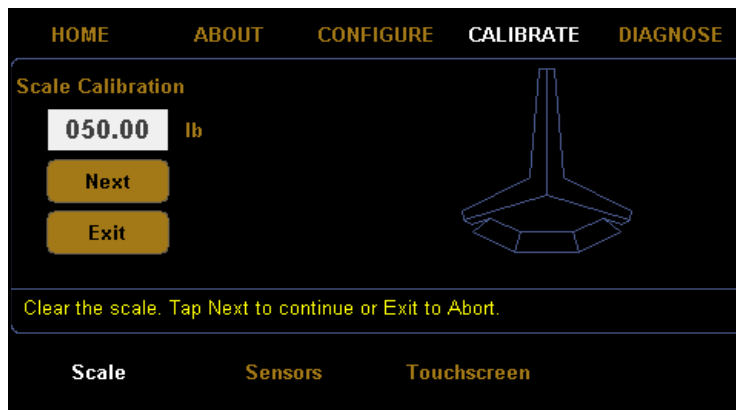 HOME ABOUT CONFIGURE CALIBRATE DIAGNOSE
Scale Calibration
050.00 lb
Next
Exit
Clear the scale. Tap Next to continue or Exit to Abort.
Scale Sensors Touchscreen